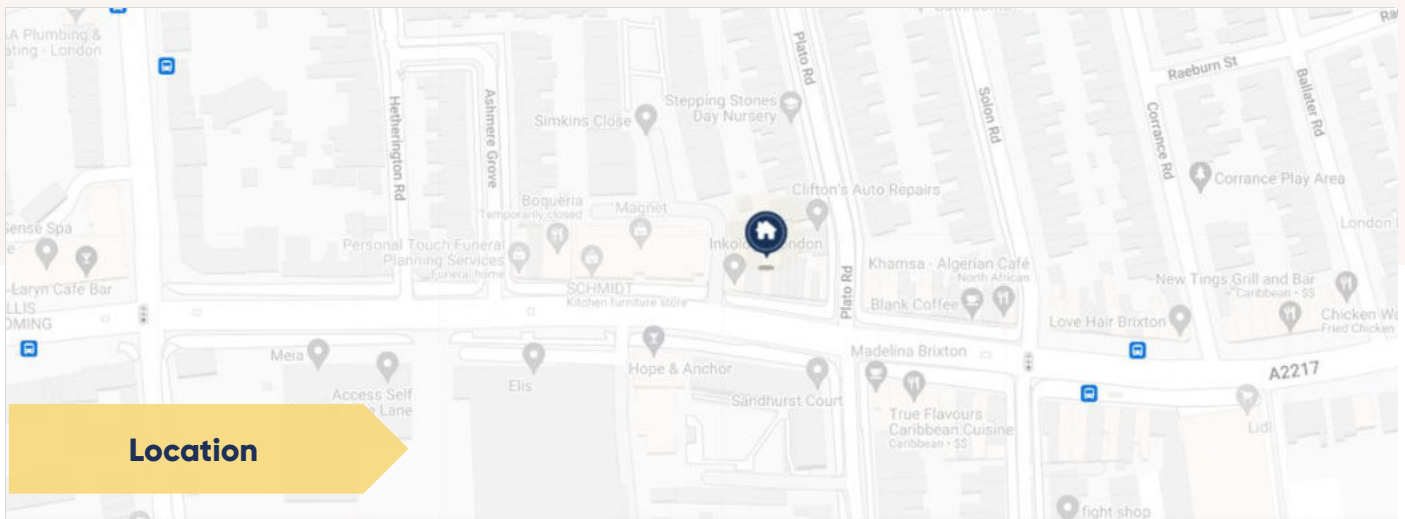 A Plumbing &
ating - London
Plato Rd
Raeburn St
Ballater Rd
Hetherington Rd
Ashmere Grove
Stepping Stones
Day Nursery
Simkins Close
Solon Rd
Corrance Rd
Corrance Play Area
Clifton's Auto Repairs
Boqueria
Temporarily closed
Magnet
London
ense Spa
Personal Touch Funeral
Planning Services
Funeral home
Khamsa - Algerian Café
North African
New Tings Grill and Bar
Caribbean • $$
-Laryn Cafe Bar
SCHMIDT
Kitchen furniture store
Blank Coffee
Plato Rd
Love Hair Brixton
Chicken
Fried Chicken
Meia
Hope & Anchor
Madelina Brixton
A2217
Access Self
Lane
Elis
Sandhurst Court
True Flavours
Caribbean Cuisine
Caribbean • $$
Lidl
Location
fight shop